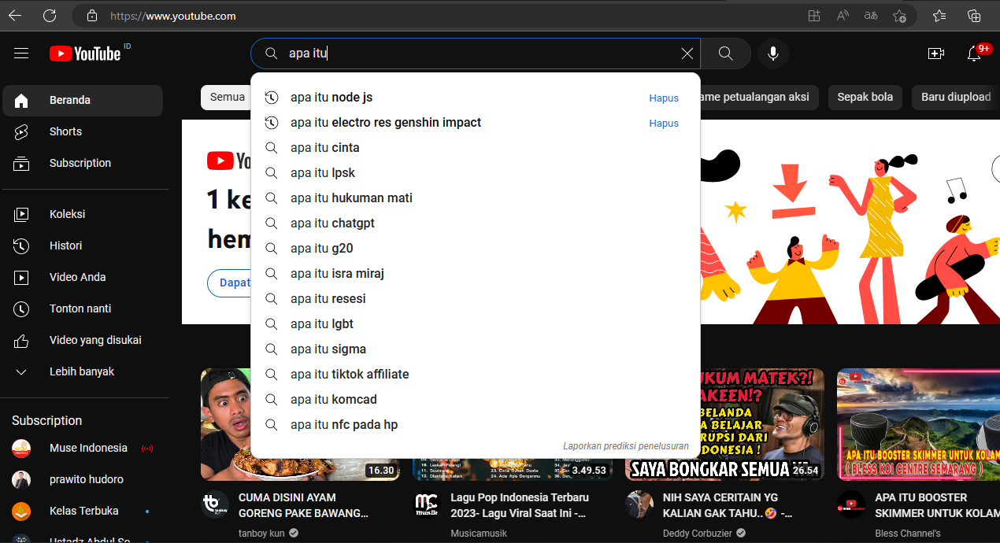 https://www.youtube.com
YouTube ID
apa itu
9+
Beranda
Shorts
Subscription
Koleksi
Histori
Video Anda
Tonton nanti
Video yang disukai
Lebih banyak
Subscription
Muse Indonesia
prawito hudoro
Kelas Terbuka
Semua
ame petualangan aksi
Sepak bola
Baru diupload
apa itu node js Hapus
apa itu electro res genshin impact Hapus
apa itu cinta
apa itu lpsk
apa itu hukuman mati
apa itu chatgpt
apa itu g20
apa itu isra miraj
apa itu resesi
apa itu lgbt
apa itu sigma
apa itu tiktok affiliate
apa itu komcad
apa itu nfc pada hp
Laporkan prediksi penelusuran
Yo
1 ke
hem
Dapat
16.30
CUMA DISINI AYAM
GORENG PAKE BAWANG...
tanboy kun
3.49.53
Lagu Pop Indonesia Terbaru
2023- Lagu Viral Saat Ini -...
Musicamusik
UKUM MATEK?!
AKEEN!?
BELANDA
A BELAJAR
RUPSI DARI
DONESIA !
SAYA BONGKAR SEMUA
26.54
NIH SAYA CERITAIN YG
KALIAN GAK TAHU..🤣 -...
Deddy Corbuzier
APA ITU BOOSTER SKIMMER UNTUK KOLAM
( BLESS KOI CENTRE SEMARANG )
APA ITU BOOSTER
SKIMMER UNTUK KOLAM
Bless Channel's